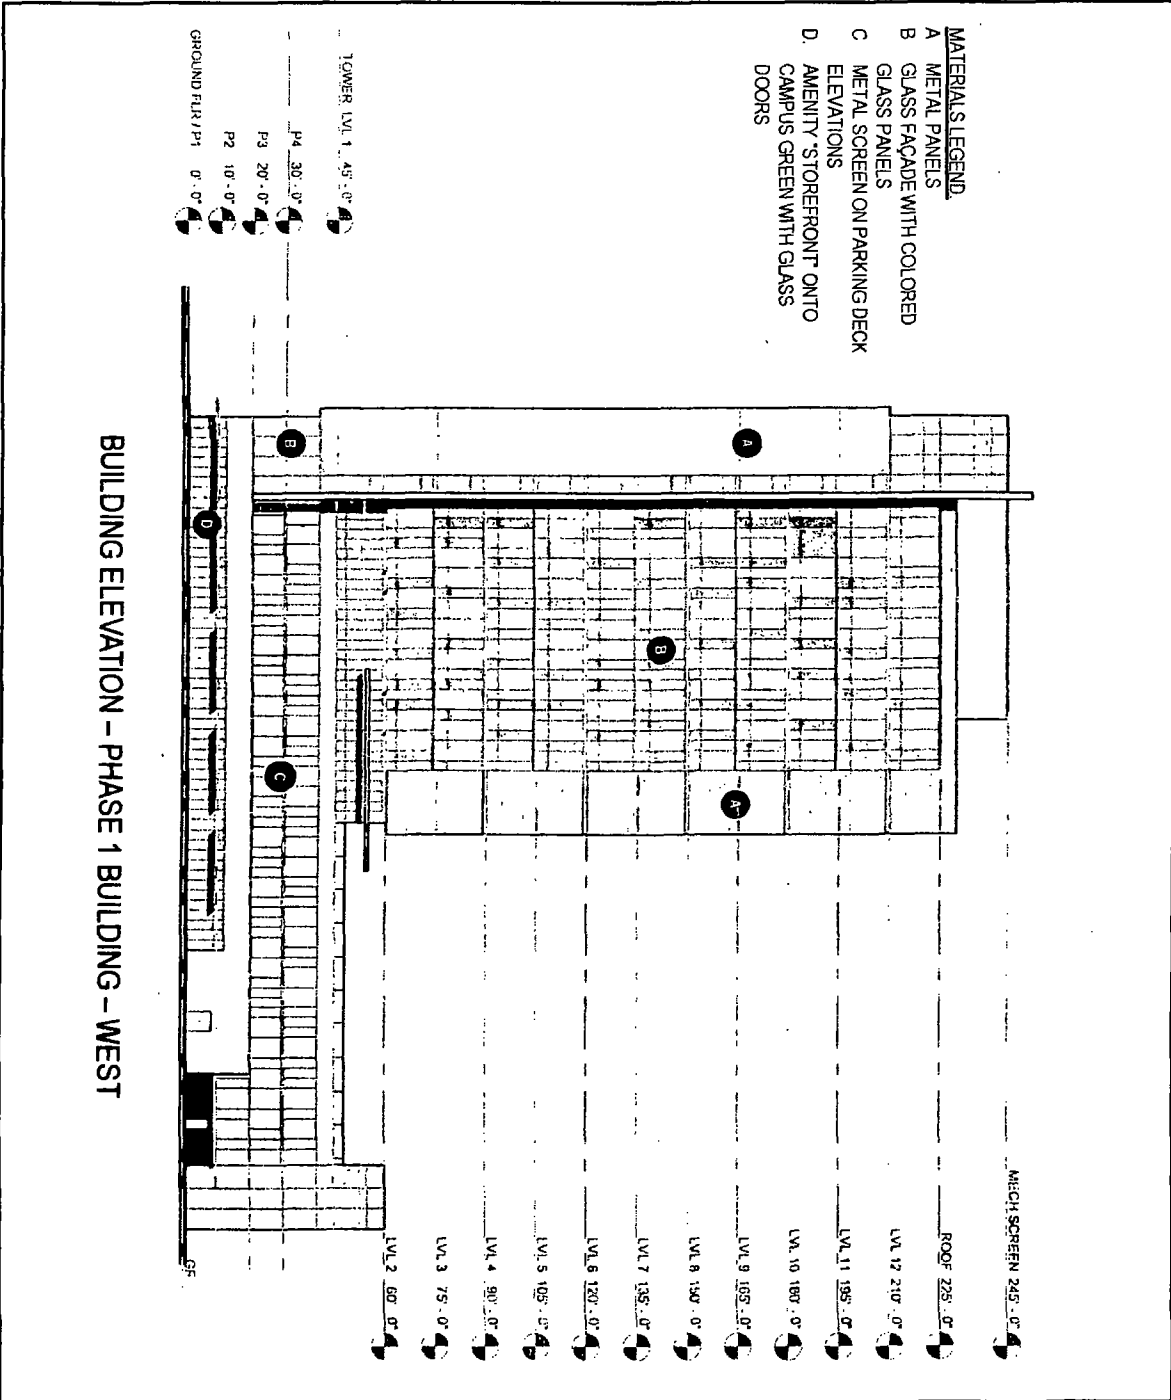 MATERIALS LEGEND
A METAL PANELS
B GLASS FAÇADE WITH COLORED
GLASS PANELS
C METAL SCREEN ON PARKING DECK
ELEVATIONS
D. AMENITY "STOREFRONT" ONTO
CAMPUS GREEN WITH GLASS
DOORS
MECH SCREEN 245' - 0"
ROOF 225' - 0"
LVL 12 210' - 0"
LVL 11 195' - 0"
LVL 10 180' - 0"
LVL 9 165' - 0"
LVL 8 150' - 0"
LVL 7 135' - 0"
LVL 6 120' - 0"
LVL 5 105' - 0"
LVL 4 90' - 0"
LVL 3 75' - 0"
LVL 2 60' 0"
TOWER LVL 1 45' - 0"
P4 30' - 0"
P3 20' - 0"
P2 10' - 0"
GROUND FLR / P1 0' - 0"
A
B
B
A
C
D
BUILDING ELEVATION – PHASE 1 BUILDING – WEST